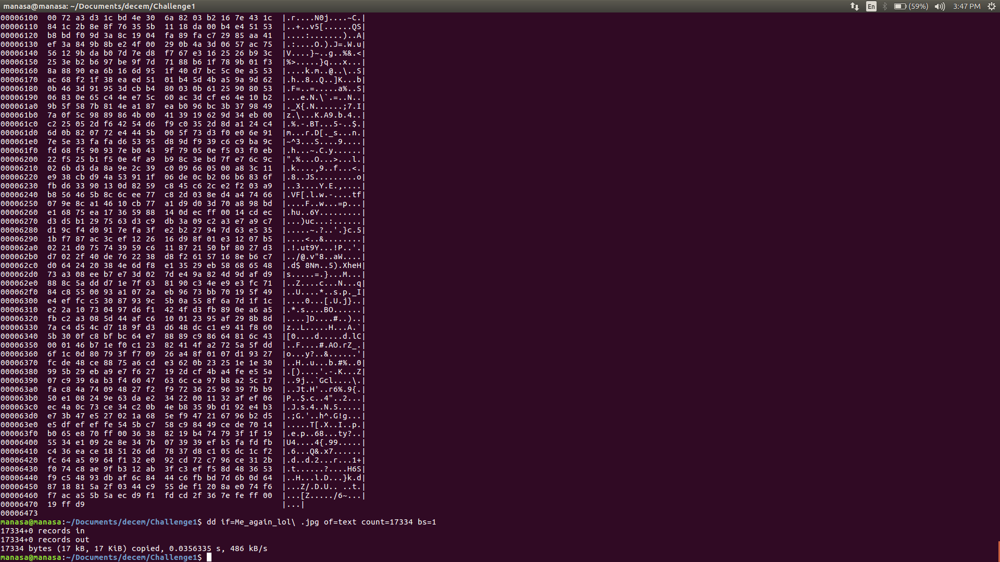 manasa@manasa: ~/Documents/decem/Challenge1
En (59%) 3:47 PM
00006100  00 72 a3 d3 1c bd 4e 30  6a 82 03 b2 16 7e 43 1c  |.r....N0j....~C.|
00006110  84 1c 2b 8e 8f 76 35 5b  11 18 da 00 b4 e4 51 53  |..+..v5[......QS|
00006120  b8 bd f0 9d 3a 8c 19 04  fa 89 fa c7 29 85 aa 41  |....:.......)..A|
00006130  ef 3a 84 9b 8b e2 4f 00  29 0b 4a 3d 06 57 ac 75  |.:....O.).J=.W.u|
00006140  56 12 9b da b0 7d 7e d8  f7 67 e3 16 25 26 b9 3c  |V....}~..g..%&.<|
00006150  25 3e b2 b6 97 be 9f 7d  71 88 b6 1f 78 9b 01 f3  |%>.....}q...x...|
00006160  8a 88 90 ea 6b 16 6d 95  1f 40 d7 bc 5c 0e a5 53  |....k.m..@..\..S|
00006170  ac 68 f2 1f 38 ea ed 51  01 b4 5d 4b a5 9a 9d 62  |.h..8..Q..]K...b|
00006180  0b 46 3d 91 95 3d cb b4  80 03 0b 61 25 90 80 53  |.F=..=.....a%..S|
00006190  06 83 0e 65 c4 4e e7 5c  60 ac 3d cf e6 4e 10 b2  |...e.N.\`.=..N..|
000061a0  9b 5f 58 7b 81 4e a1 87  ea b0 96 bc 3b 37 98 49  |._X{.N......;7.I|
000061b0  7a 0f 5c 98 89 86 4b 00  41 39 19 62 9d 34 eb 00  |z.\...K.A9.b.4..|
000061c0  c2 25 05 2d f6 42 54 d6  f9 c0 35 2d 8d a1 24 c4  |.%.-.BT...5-..$.|
000061d0  6d 0b 82 07 72 e4 44 5b  00 5f 73 d3 f0 e0 6e 91  |m...r.D[._s...n.|
000061e0  7e 5e 33 fa fa d6 53 95  d8 9d f9 39 c6 c9 ba 9c  |~^3...S....9....|
000061f0  fd 68 f5 90 93 7e b0 43  9f 79 05 0e f5 03 f0 eb  |.h...~.C.y......|
00006200  22 f5 25 b1 f5 0e 4f a9  b9 8c 3e bd 7f e7 6c 9c  |".%...O...>...l.|
00006210  02 6b d3 da 8a 9e 2c 39  c0 09 66 05 00 a8 3c 11  |.k....,9..f...<.|
00006220  e9 38 cb d9 4a 53 91 1f  06 de 0c b2 06 b6 83 6f  |.8..JS.........o|
00006230  fb d6 33 90 13 0d 82 59  c8 45 c6 2c e2 f2 03 a9  |..3....Y.E.,....|
00006240  b8 56 46 5b 8c 6c ee 77  c8 2d 03 8e d4 a4 74 66  |.VF[.l.w.-....tf|
00006250  07 9e 8c a1 46 10 cb 77  a1 d9 d0 3d 70 a8 98 bd  |....F..w...=p...|
00006260  e1 68 75 ea 17 36 59 88  14 0d ec ff 00 14 cd ec  |.hu..6Y.........|
00006270  d3 d5 b1 29 75 63 d3 c9  db 3a 09 c2 a3 e7 a9 c7  |...)uc...:......|
00006280  d1 9c f4 d0 91 7e fa 3f  e2 b2 27 94 7d 63 e5 35  |.....~.?..'.}c.5|
00006290  1b f7 87 ac 3c ef 12 26  16 d9 8f 01 e3 12 07 b5  |....<..&........|
000062a0  02 21 d0 75 74 39 59 c6  11 87 21 50 bf 80 27 d3  |.!.ut9Y...!P..'.|
000062b0  d7 02 2f 40 de 76 22 38  d8 f2 61 57 16 8e b6 c7  |../@.v"8..aW....|
000062c0  d0 64 24 20 38 4e 6d f8  e1 35 29 eb 58 68 65 48  |.d$ 8Nm..5).XheH|
000062d0  73 a3 08 ee b7 e7 3d 02  7d e4 9a 82 4d 9d af d9  |s.....=.}...M...|
000062e0  88 8c 5a dd d7 1e 7f 63  81 90 c3 4e e9 e3 fc 71  |..Z....c...N...q|
000062f0  84 c8 55 00 93 a1 07 2a  eb 96 73 bb 70 19 5f 49  |..U....*..s.p._I|
00006300  e4 ef fc c5 30 87 93 9c  5b 0a 55 8f 6a 7d 1f 1c  |....0...[.U.j}..|
00006310  e2 2a 10 73 04 97 d6 f1  42 4f d3 fb 89 0e a6 a5  |.*.s....BO......|
00006320  fb c2 a3 08 5d 44 af c6  10 01 23 95 af 29 8b 8d  |....]D....#..)..|
00006330  7a c4 d5 4c d7 18 9f d3  d6 48 dc c1 e9 41 f8 60  |z..L.....H...A.`|
00006340  5b 30 0f c8 bf bc 64 e7  88 89 c9 86 64 81 6c 43  |[0....d.....d.lC|
00006350  00 01 46 b7 1e f0 c1 23  82 41 4f a2 72 5a 5f dd  |..F....#.AO.rZ_.|
00006360  6f 1c 0d 80 79 3f f7 09  26 a4 8f 01 07 d1 93 27  |o...y?..&......'|
00006370  fc de 48 ce 88 75 a6 cd  e3 62 0b 23 25 1e 1e 30  |..H..u...b.#%..0|
00006380  99 5b 29 eb a9 e7 f6 27  19 2d cf 4b a4 fe e5 5a  |.[)....'.-.K...Z|
00006390  07 c9 39 6a b3 f4 60 47  63 6c ca 97 b8 a2 5c 17  |..9j..`Gcl....\.|
000063a0  fa c8 4a 74 09 48 27 f2  f9 72 36 25 96 39 7b b9  |..Jt.H'..r6%.9{.|
000063b0  50 e1 08 24 9e 63 da e2  34 22 00 11 32 af ef 06  |P..$.c..4"..2...|
000063c0  ec 4a 0c 73 ce 34 c2 0b  4e b8 35 9b d1 92 e4 b3  |.J.s.4..N.5.....|
000063d0  e7 3b 47 e5 27 02 1a 68  5e f9 47 21 67 96 b2 d5  |.;G.'..h^.G!g...|
000063e0  e5 df ef ef fe 54 5b c7  58 c9 84 49 ce de 70 14  |.....T[.X..I..p.|
000063f0  b0 65 e8 70 ff 00 36 38  82 19 b4 74 79 3f 1f 19  |.e.p..68...ty?..|
00006400  55 34 e1 09 2e 8e 34 7b  07 39 39 ef b5 fa fd fb  |U4....4{.99.....|
00006410  c4 36 ea ce 18 51 26 dd  78 37 d8 c1 05 dc 1c f2  |.6...Q&.x7......|
00006420  fc 64 a5 09 64 f1 32 e0  92 cd 72 c7 96 ce 31 2b  |.d..d.2...r...1+|
00006430  f0 74 c8 ae 9f b3 12 ab  3f c3 ef f5 8d 48 36 53  |.t......?....H6S|
00006440  f9 c5 48 93 db af 6c 84  44 c6 fb bd 7d 6b 0d 64  |..H...l.D...}k.d|
00006450  87 18 81 5a 2f 03 44 c9  55 de f1 20 8a e0 74 f6  |...Z/.D.U.. ..t.|
00006460  f7 ac a5 5b 5a ec d9 f1  fd cd 2f 36 7e fe ff 00  |...[Z...../6~...|
00006470  19 ff d9  |...|
00006473
manasa@manasa:~/Documents/decem/Challenge1$ dd if=Me_again_lol\ .jpg of=text count=17334 bs=1
17334+0 records in
17334+0 records out
17334 bytes (17 kB, 17 KiB) copied, 0.0356335 s, 486 kB/s
manasa@manasa:~/Documents/decem/Challenge1$